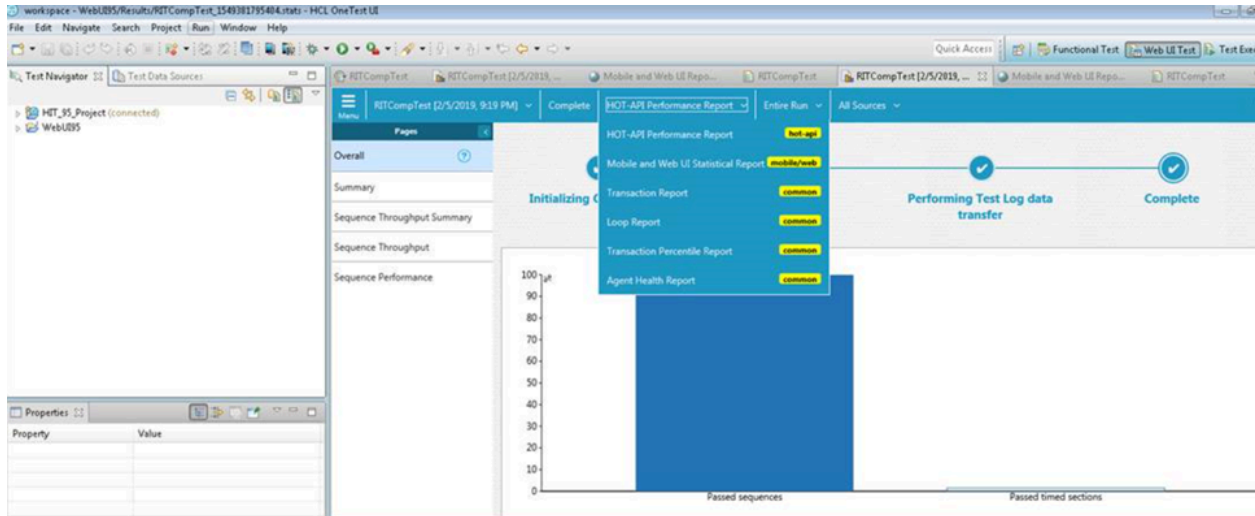 workspace - WebUI95/Results/RITCompTest_1549381795404.stats - HCL OneTest UI
File Edit Navigate Search Project Run Window Help
Quick Access
Functional Test
Web UI Test
Test Exe
Test Navigator
Test Data Sources
RITCompTest
RITCompTest [2/5/2019, ...
Mobile and Web UI Repo...
RITCompTest
RITCompTest [2/5/2019, ...
Mobile and Web UI Repo...
RITCompTest
HIT_95_Project (connected)
WebUI95
Menu
RITCompTest [2/5/2019, 9:19 PM]
Complete
HOT-API Performance Report
Entire Run
All Sources
Pages
Overall
Summary
Sequence Throughput Summary
Sequence Throughput
Sequence Performance
HOT-API Performance Report hot-api
Mobile and Web UI Statistical Report mobile/web
Transaction Report common
Loop Report common
Transaction Percentile Report common
Agent Health Report common
Performing Test Log data
transfer
Complete
100
90
80
70
60
50
40
30
20
10
0
Passed sequences
Passed timed sections
Properties
Property Value